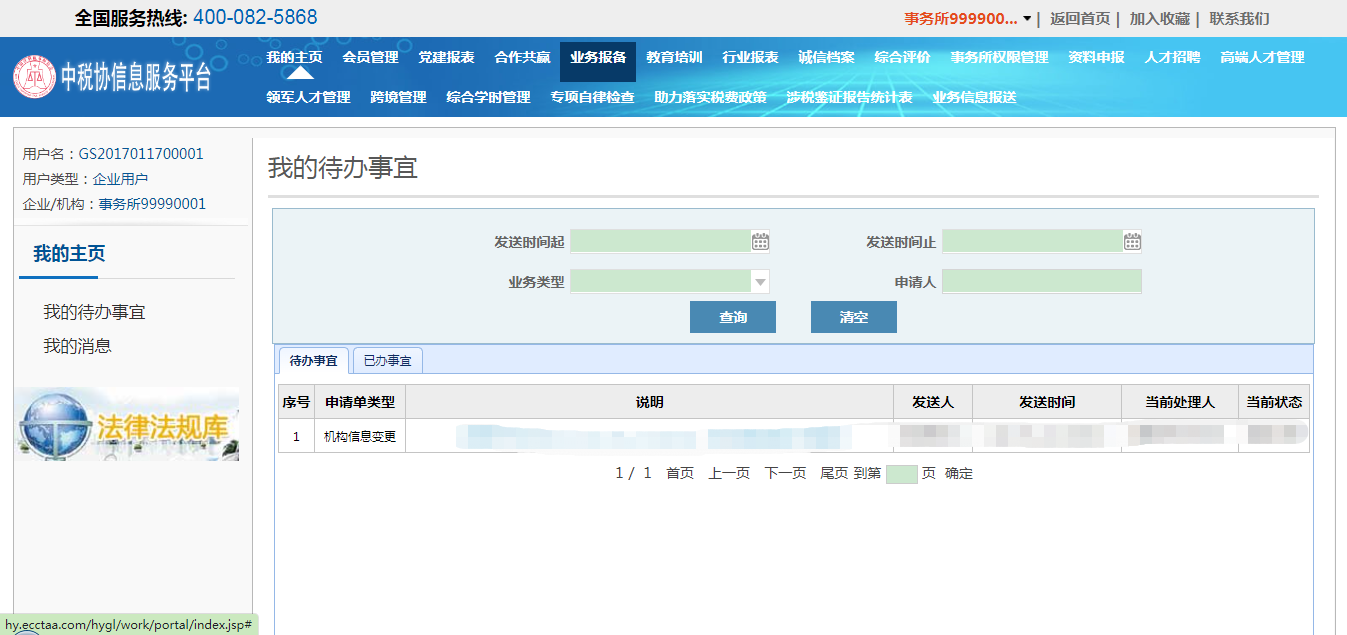 全国服务热线: 400-082-5868
事务所999900... | 返回首页 | 加入收藏 | 联系我们
中税协信息服务平台
我的主页 会员管理 党建报表 合作共赢 业务报备 教育培训 行业报表 诚信档案 综合评价 事务所权限管理 资料申报 人才招聘 高端人才管理
领军人才管理 跨境管理 综合学时管理 专项自律检查 助力落实税费政策 涉税鉴证报告统计表 业务信息报送
用户名：GS2017011700001
用户类型：企业用户
企业/机构：事务所99990001
我的主页
我的待办事宜
我的消息
法律法规库
我的待办事宜
发送时间起 发送时间止
业务类型 申请人
查询 清空
待办事宜 已办事宜
序号 申请单类型 说明 发送人 发送时间 当前处理人 当前状态
1 机构信息变更
1 / 1 首页 上一页 下一页 尾页 到第 页 确定
hy.ecctaa.com/hygl/work/portal/index.jsp#